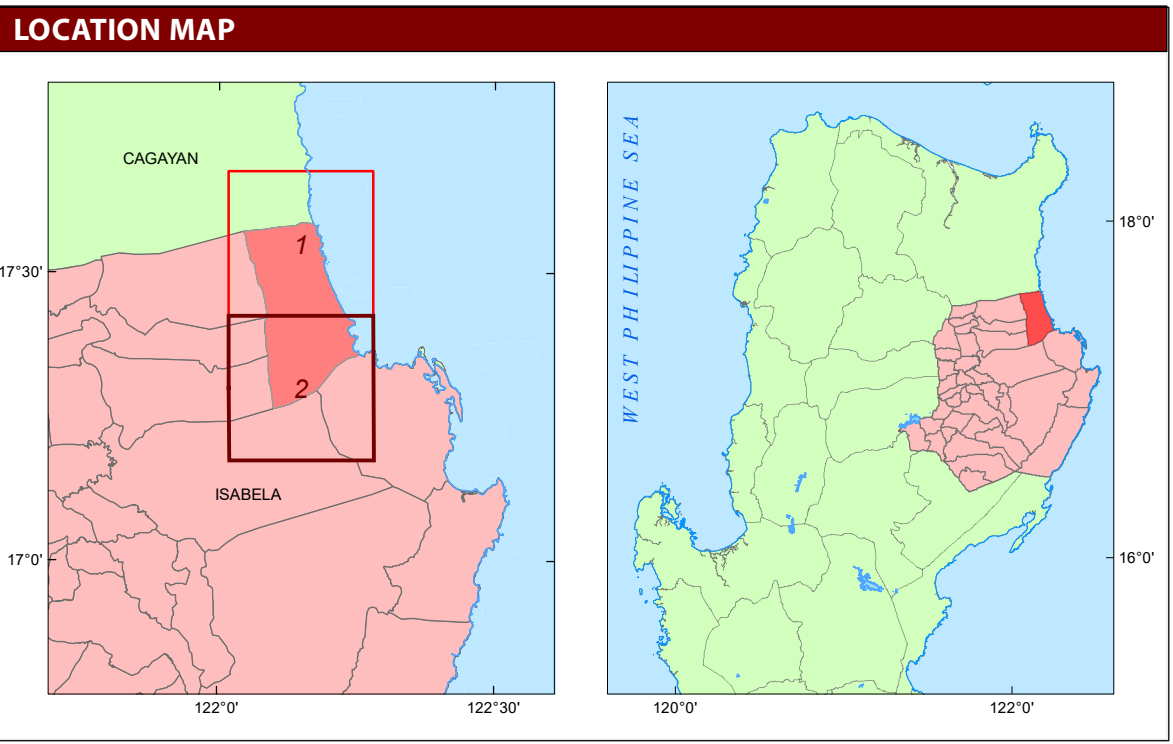 LOCATION MAP
CAGAYAN
1
17°30'
2
ISABELA
17°0'
122°0'
122°30'
WEST PHILIPPINE SEA
18°0'
16°0'
120°0'
122°0'